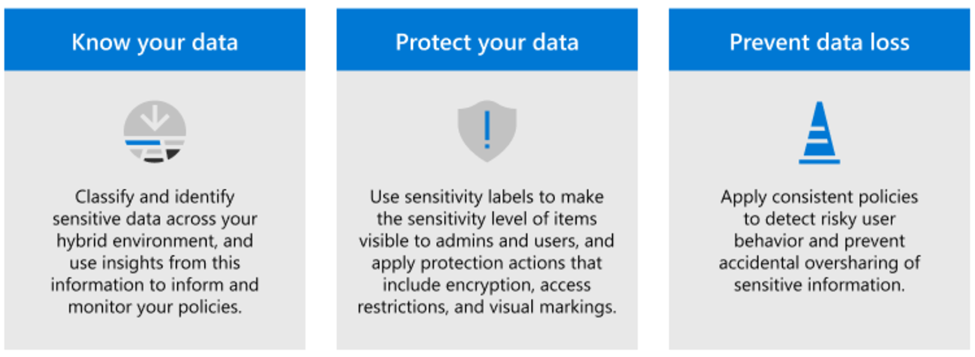 Know your data
Classify and identify
sensitive data across your
hybrid environment, and
use insights from this
information to inform and
monitor your policies.
Protect your data
Use sensitivity labels to make
the sensitivity level of items
visible to admins and users, and
apply protection actions that
include encryption, access
restrictions, and visual markings.
Prevent data loss
Apply consistent policies
to detect risky user
behavior and prevent
accidental oversharing of
sensitive information.